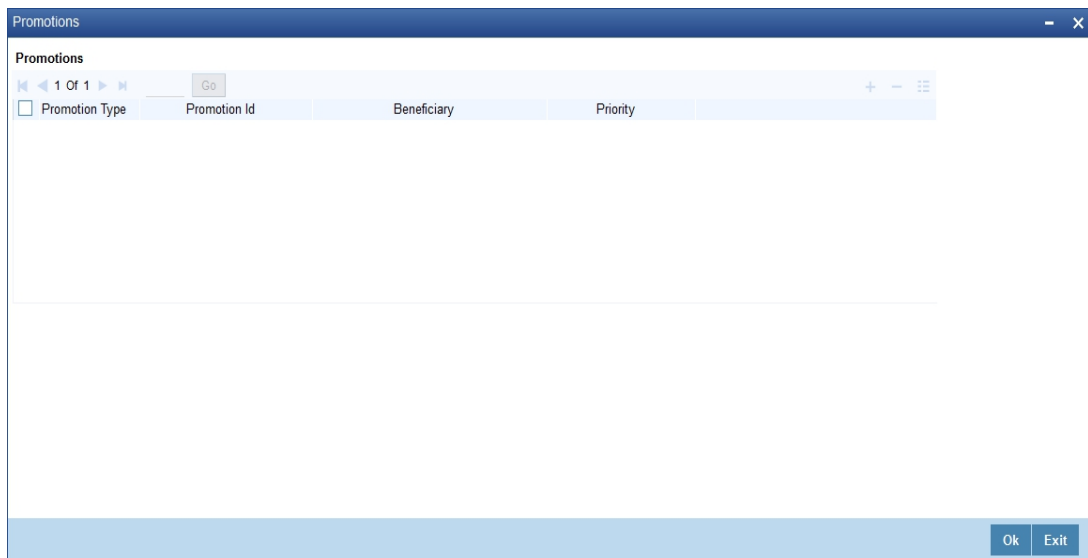 Promotions
Promotions
1 Of 1 Go
Promotion Type Promotion Id Beneficiary Priority
Ok Exit